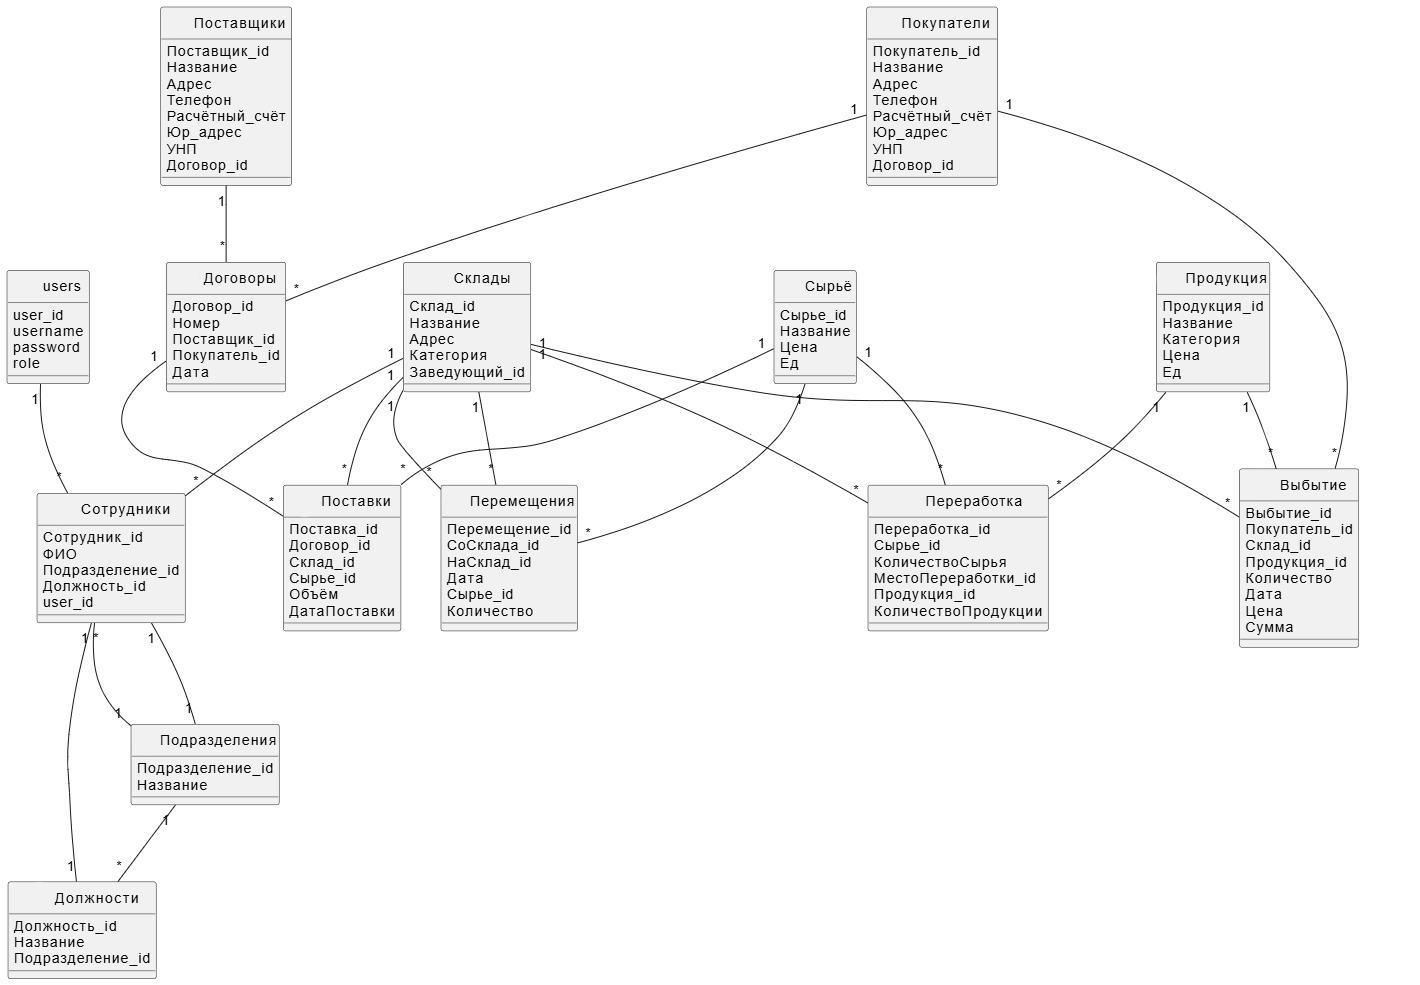 Поставщики
Поставщик_id
Название
Адрес
Телефон
Расчётный_счёт
Юр_адрес
УНП
Договор_id
Покупатели
Покупатель_id
Название
Адрес
Телефон
Расчётный_счёт
Юр_адрес
УНП
Договор_id
1
1
1
*
*
users
user_id
username
password
role
Договоры
Договор_id
Номер
Поставщик_id
Покупатель_id
Дата
Склады
Склад_id
Название
Адрес
Категория
Заведующий_id
Сырьё
Сырье_id
Название
Цена
Ед
Продукция
Продукция_id
Название
Категория
Цена
Ед
1
1
1
1
1
1
1
1
1
1
1
1
1
*
*
*
*
*
*
*
*
*
*
*
*
*
*
Сотрудники
Сотрудник_id
ФИО
Подразделение_id
Должность_id
user_id
Поставки
Поставка_id
Договор_id
Склад_id
Сырье_id
Объём
ДатаПоставки
Перемещения
Перемещение_id
СоСклада_id
НаСклад_id
Дата
Сырье_id
Количество
Переработка
Переработка_id
Сырье_id
КоличествоСырья
МестоПереработки_id
Продукция_id
КоличествоПродукции
Выбытие
Выбытие_id
Покупатель_id
Склад_id
Продукция_id
Количество
Дата
Цена
Сумма
1
*
1
1
1
Подразделения
Подразделение_id
Название
1
*
1
Должности
Должность_id
Название
Подразделение_id